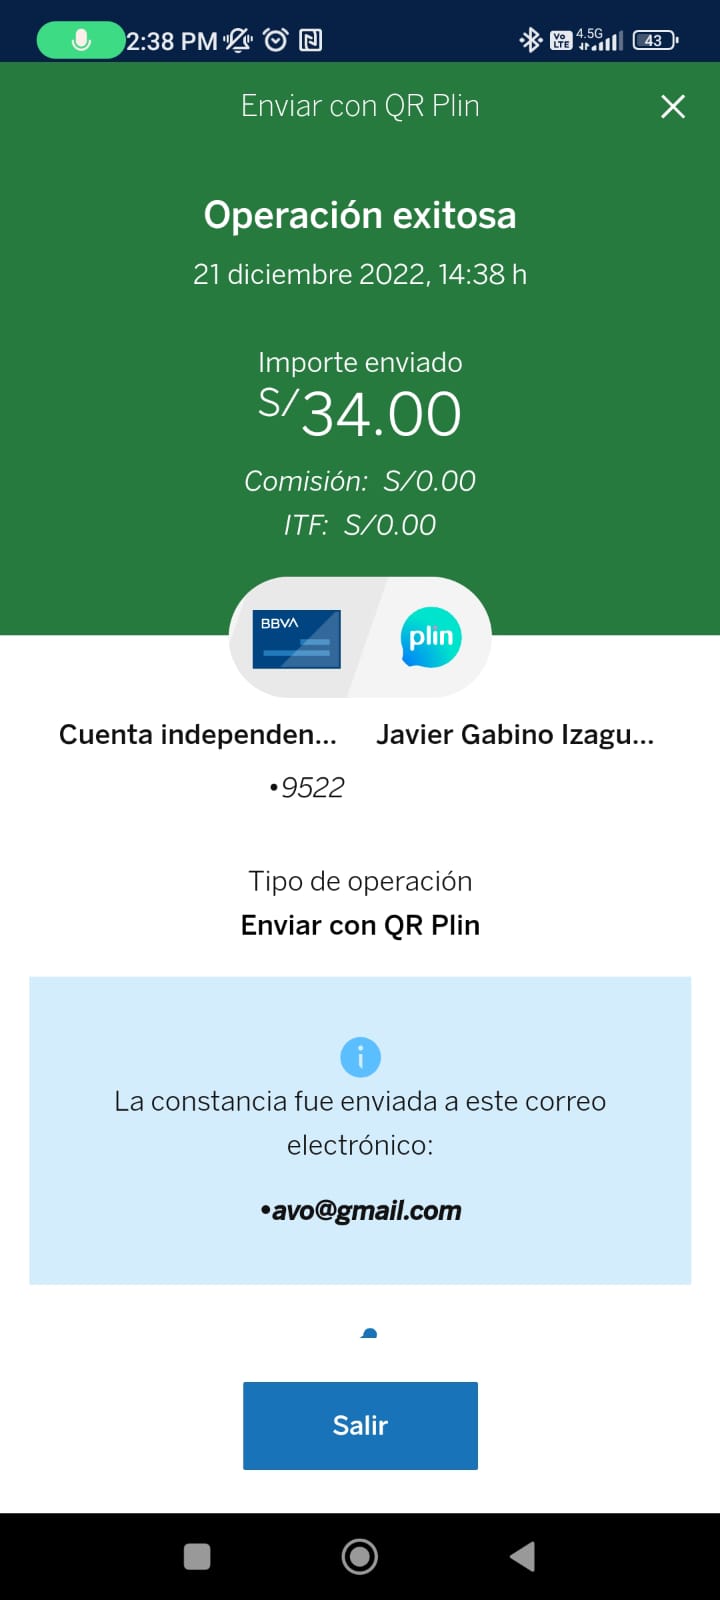 2:38 PM
Vo LTE 4.5G 43
Enviar con QR Plin
Operación exitosa
21 diciembre 2022, 14:38 h
Importe enviado
S/34.00
Comisión: S/0.00
ITF: S/0.00
BBVA
plin
Cuenta independen... Javier Gabino Izagu...
•9522
Tipo de operación
Enviar con QR Plin
i
La constancia fue enviada a este correo
electrónico:
•avo@gmail.com
Salir